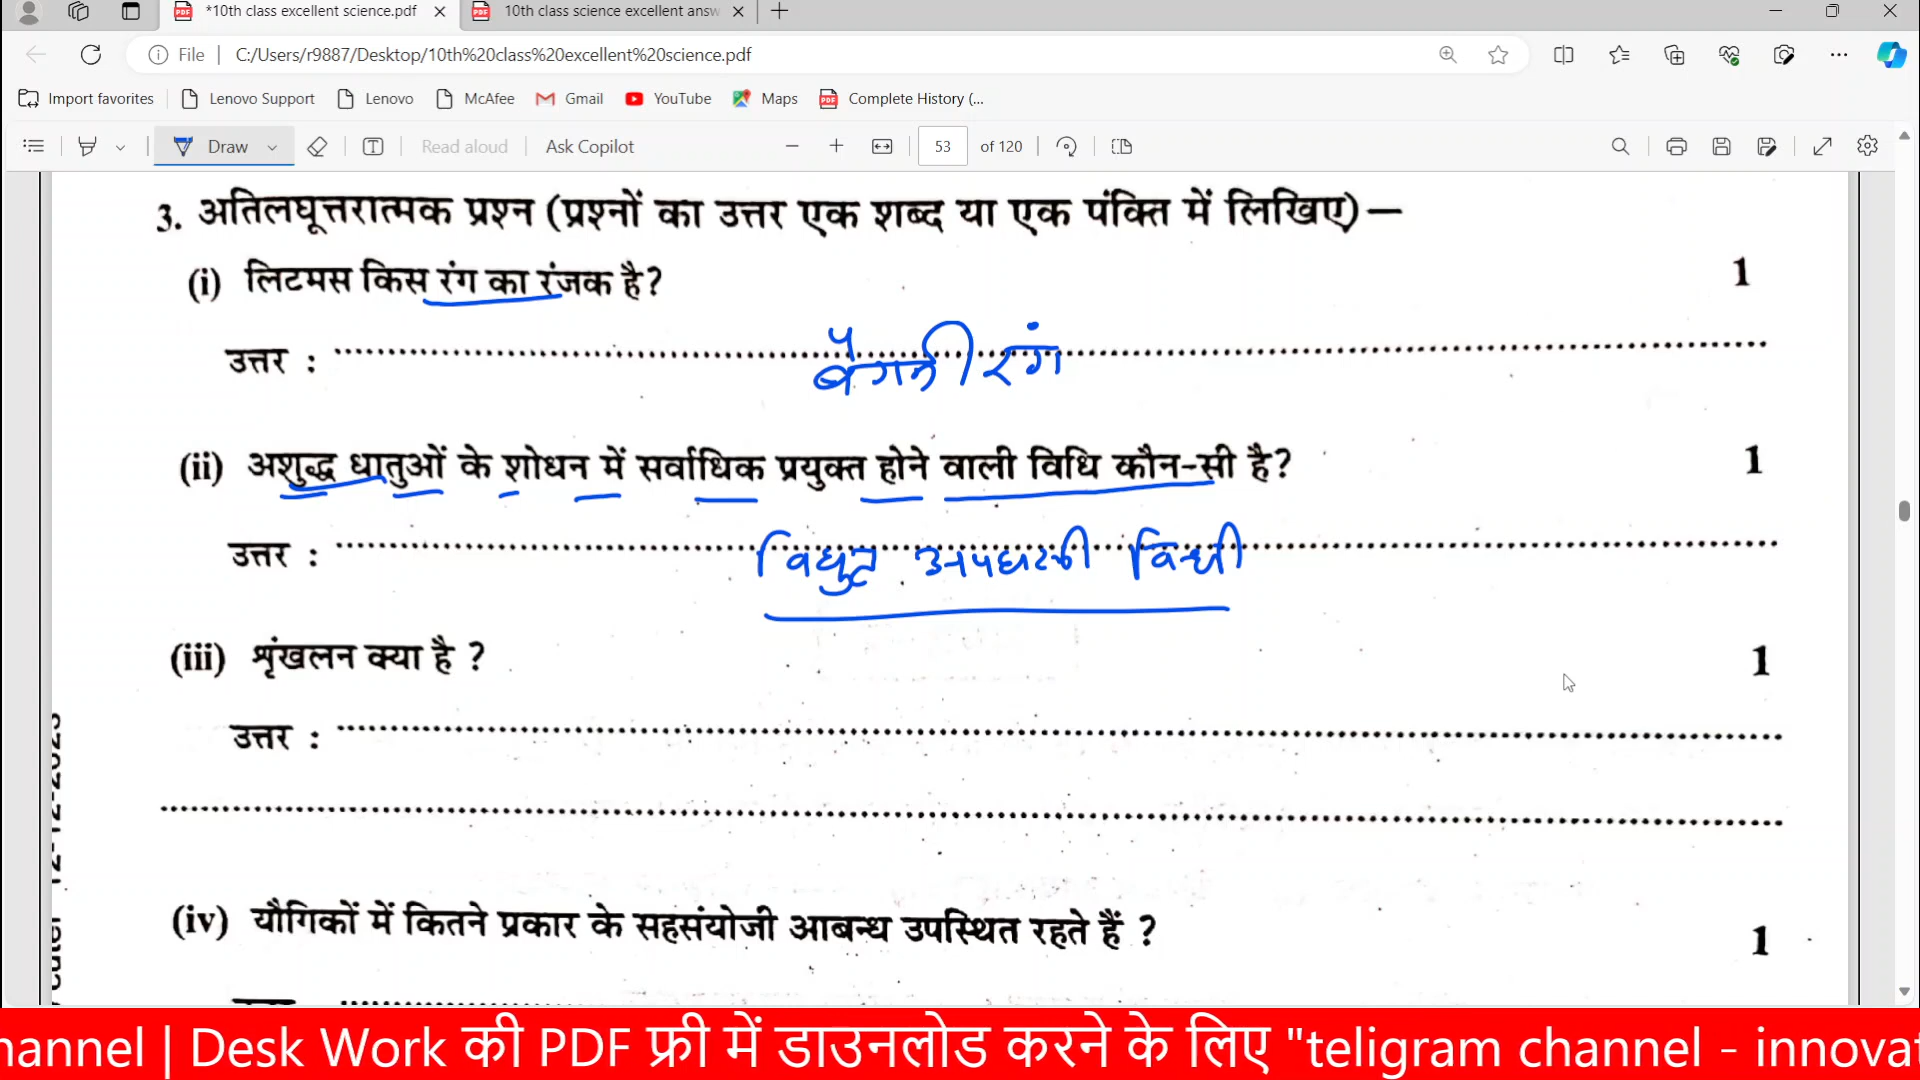 *10th class excellent science.pdf
10th class science excellent answ
File
C:/Users/r9887/Desktop/10th%20class%20excellent%20science.pdf
Import favorites
Lenovo Support
Lenovo
McAfee
Gmail
YouTube
Maps
Complete History (...
Draw
Read aloud
Ask Copilot
53
of 120
3. अतिलघूत्तरात्मक प्रश्न (प्रश्नों का उत्तर एक शब्द या एक पंक्ति में लिखिए)—
(i) लिटमस किस रंग का रंजक है? 1
उत्तर : बैगनी रंग
(ii) अशुद्ध धातुओं के शोधन में सर्वाधिक प्रयुक्त होने वाली विधि कौन-सी है? 1
उत्तर : विधुत अपघटनी विधी
(iii) शृंखलन क्या है ? 1
उत्तर :
(iv) यौगिकों में कितने प्रकार के सहसंयोजी आबन्ध उपस्थित रहते हैं ? 1
hannel | Desk Work की PDF फ्री में डाउनलोड करने के लिए "teligram channel - innovat